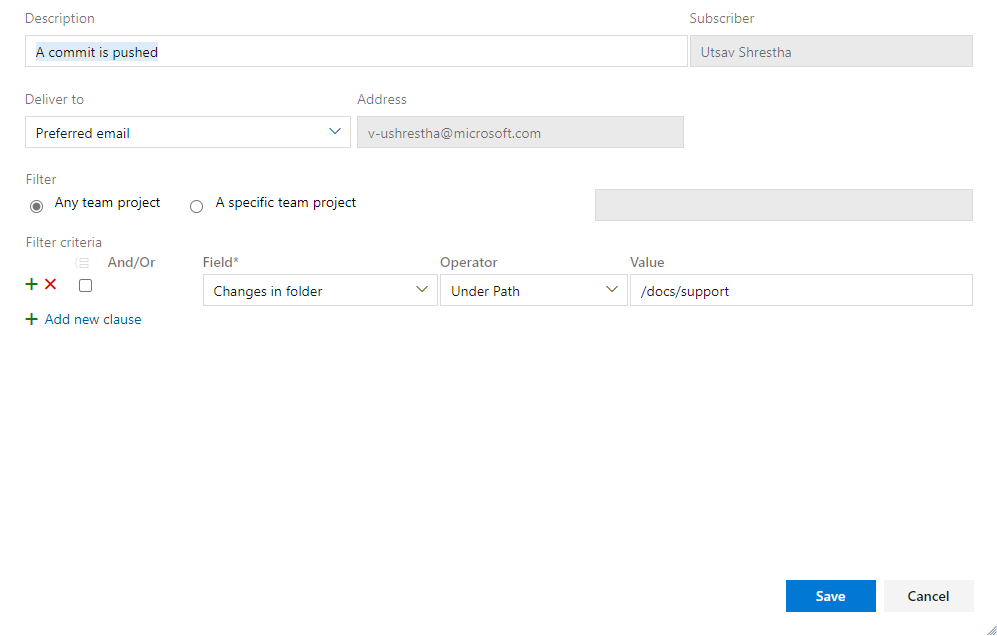 Description Subscriber
A commit is pushed Utsav Shrestha
Deliver to Address
Preferred email v-ushrestha@microsoft.com
Filter
Any team project A specific team project
Filter criteria
And/Or Field* Operator Value
Changes in folder Under Path /docs/support
Add new clause
Save Cancel